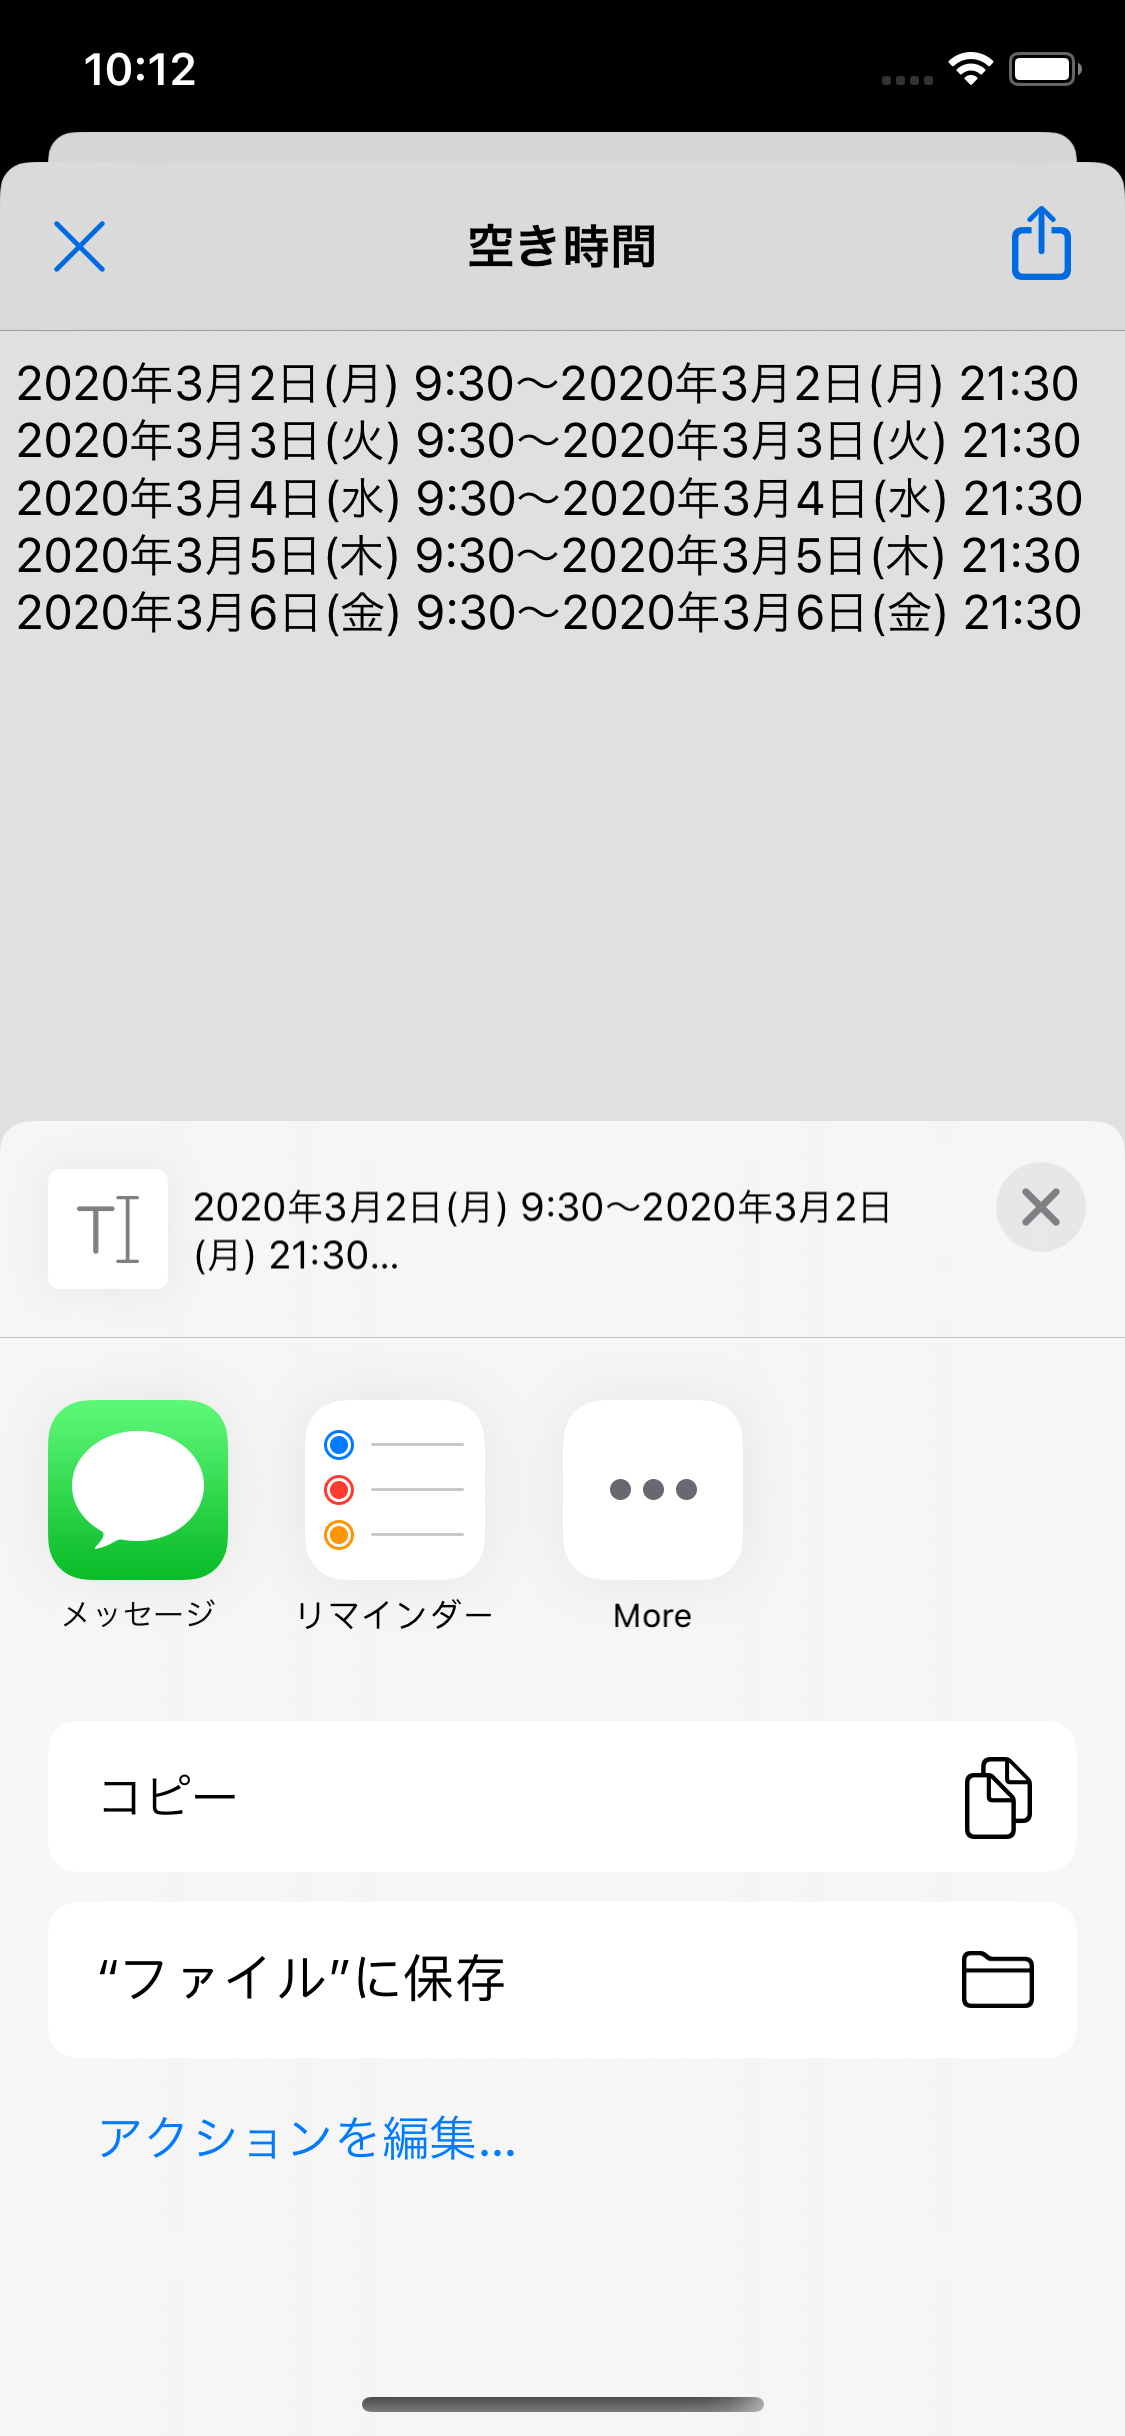 10:12
空き時間
2020年3月2日(月) 9:30〜2020年3月2日(月) 21:30
2020年3月3日(火) 9:30〜2020年3月3日(火) 21:30
2020年3月4日(水) 9:30〜2020年3月4日(水) 21:30
2020年3月5日(木) 9:30〜2020年3月5日(木) 21:30
2020年3月6日(金) 9:30〜2020年3月6日(金) 21:30
2020年3月2日(月) 9:30〜2020年3月2日
(月) 21:30...
メッセージ
リマインダー
More
コピー
“ファイル”に保存
アクションを編集...